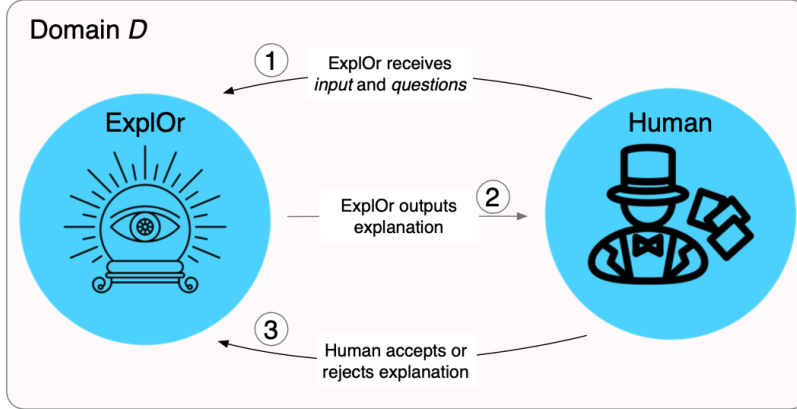 Domain D
1
ExplOr receives
input and questions
ExplOr
Human
2
ExplOr outputs
explanation
3
Human accepts or
rejects explanation